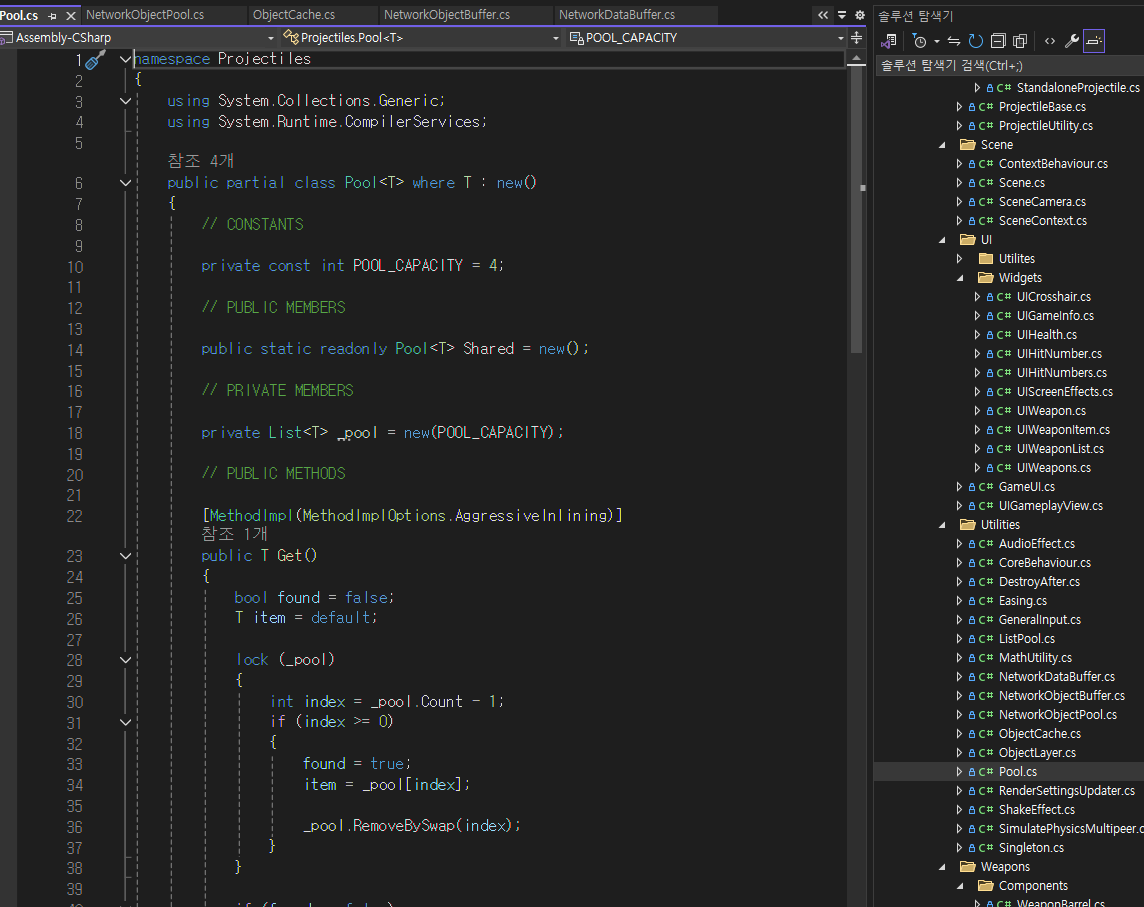 Pool.cs
NetworkObjectPool.cs
ObjectCache.cs
NetworkObjectBuffer.cs
NetworkDataBuffer.cs
Assembly-CSharp
Projectiles.Pool<T>
POOL_CAPACITY
1 namespace Projectiles
2 {
3 using System.Collections.Generic;
4 using System.Runtime.CompilerServices;
5
참조 4개
6 public partial class Pool<T> where T : new()
7 {
8 // CONSTANTS
9
10 private const int POOL_CAPACITY = 4;
11
12 // PUBLIC MEMBERS
13
14 public static readonly Pool<T> Shared = new();
15
16 // PRIVATE MEMBERS
17
18 private List<T> _pool = new(POOL_CAPACITY);
19
20 // PUBLIC METHODS
21
22 [MethodImpl(MethodImplOptions.AggressiveInlining)]
참조 1개
23 public T Get()
24 {
25 bool found = false;
26 T item = default;
27
28 lock (_pool)
29 {
30 int index = _pool.Count - 1;
31 if (index >= 0)
32 {
33 found = true;
34 item = _pool[index];
35
36 _pool.RemoveBySwap(index);
37 }
38 }
39
솔루션 탐색기
솔루션 탐색기 검색(Ctrl+;)
C# StandaloneProjectile.cs
C# ProjectileBase.cs
C# ProjectileUtility.cs
Scene
C# ContextBehaviour.cs
C# Scene.cs
C# SceneCamera.cs
C# SceneContext.cs
UI
Utilites
Widgets
C# UICrosshair.cs
C# UIGameInfo.cs
C# UIHealth.cs
C# UIHitNumber.cs
C# UIHitNumbers.cs
C# UIScreenEffects.cs
C# UIWeapon.cs
C# UIWeaponItem.cs
C# UIWeaponList.cs
C# UIWeapons.cs
C# GameUI.cs
C# UIGameplayView.cs
Utilities
C# AudioEffect.cs
C# CoreBehaviour.cs
C# DestroyAfter.cs
C# Easing.cs
C# GeneralInput.cs
C# ListPool.cs
C# MathUtility.cs
C# NetworkDataBuffer.cs
C# NetworkObjectBuffer.cs
C# NetworkObjectPool.cs
C# ObjectCache.cs
C# ObjectLayer.cs
C# Pool.cs
C# RenderSettingsUpdater.cs
C# ShakeEffect.cs
C# SimulatePhysicsMultipeer.c
C# Singleton.cs
Weapons
Components
C# WeaponBarrel.cs